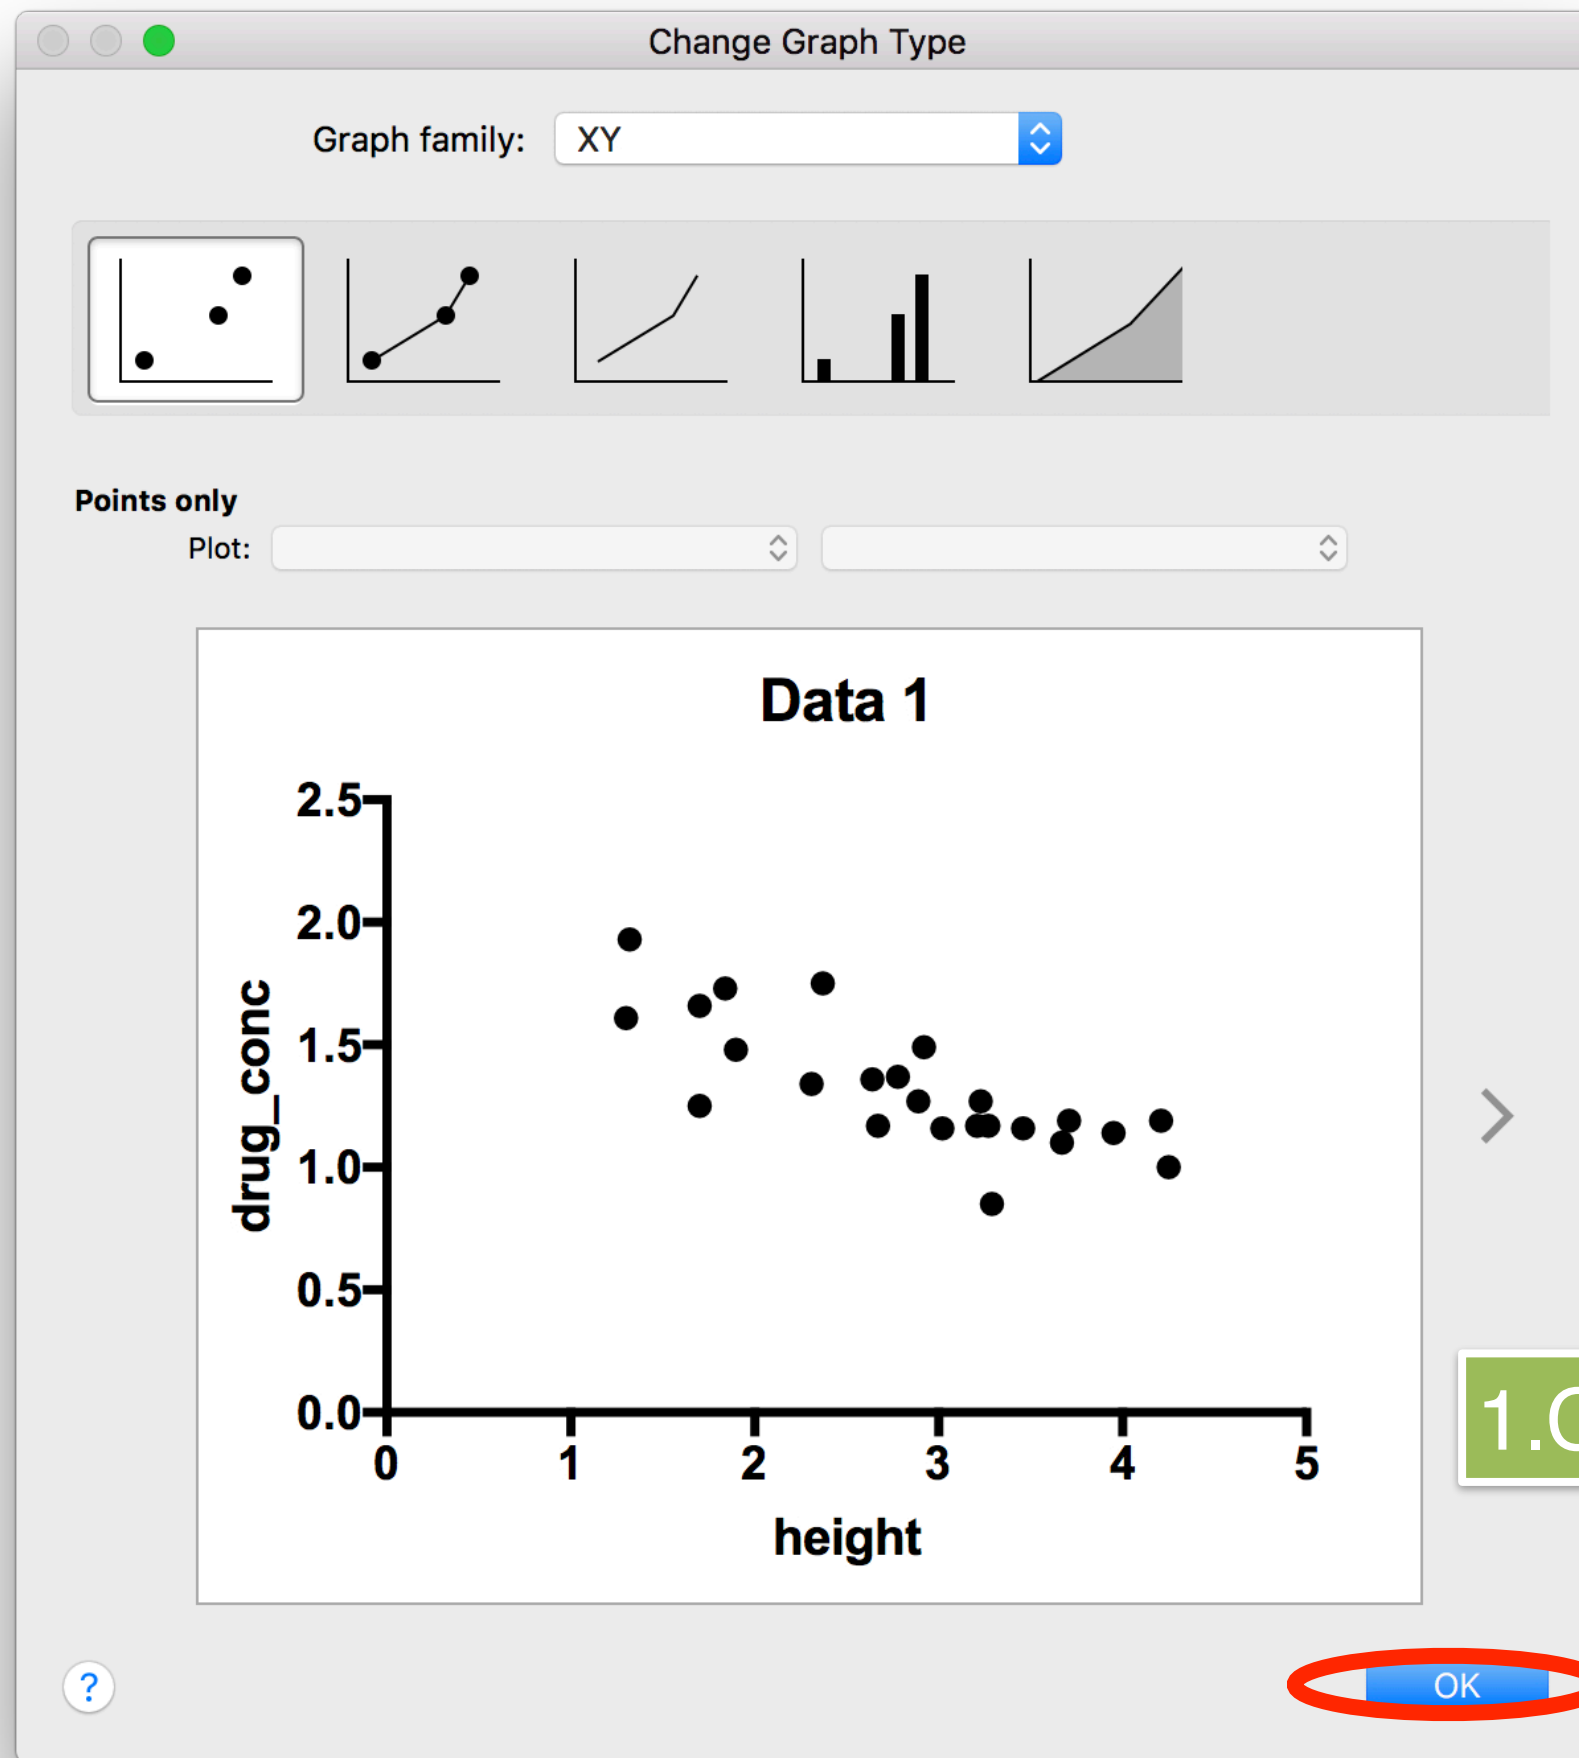 Change Graph Type
Graph family: XY
Points only
Plot:
Data 1
2.5
2.0
1.5
1.0
0.5
0.0
drug_conc
0 1 2 3 4 5
height
1.
?
OK